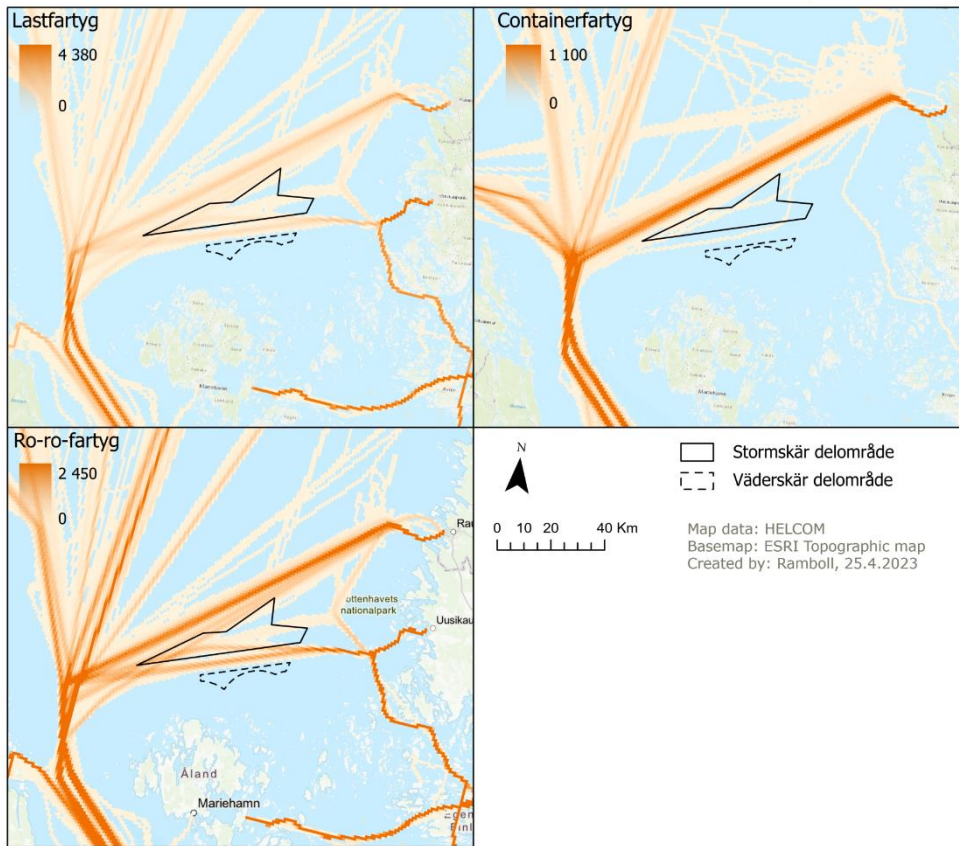 Lastfartyg
4 380
0
Containerfartyg
1 100
0
Ro-ro-fartyg
2 450
0
Rau
ottenhavets
nationalpark
Uusikau
Åland
Mariehamn
N
0 10 20 40 Km
Stormskär delområde
Väderskär delområde
Map data: HELCOM
Basemap: ESRI Topographic map
Created by: Ramboll, 25.4.2023